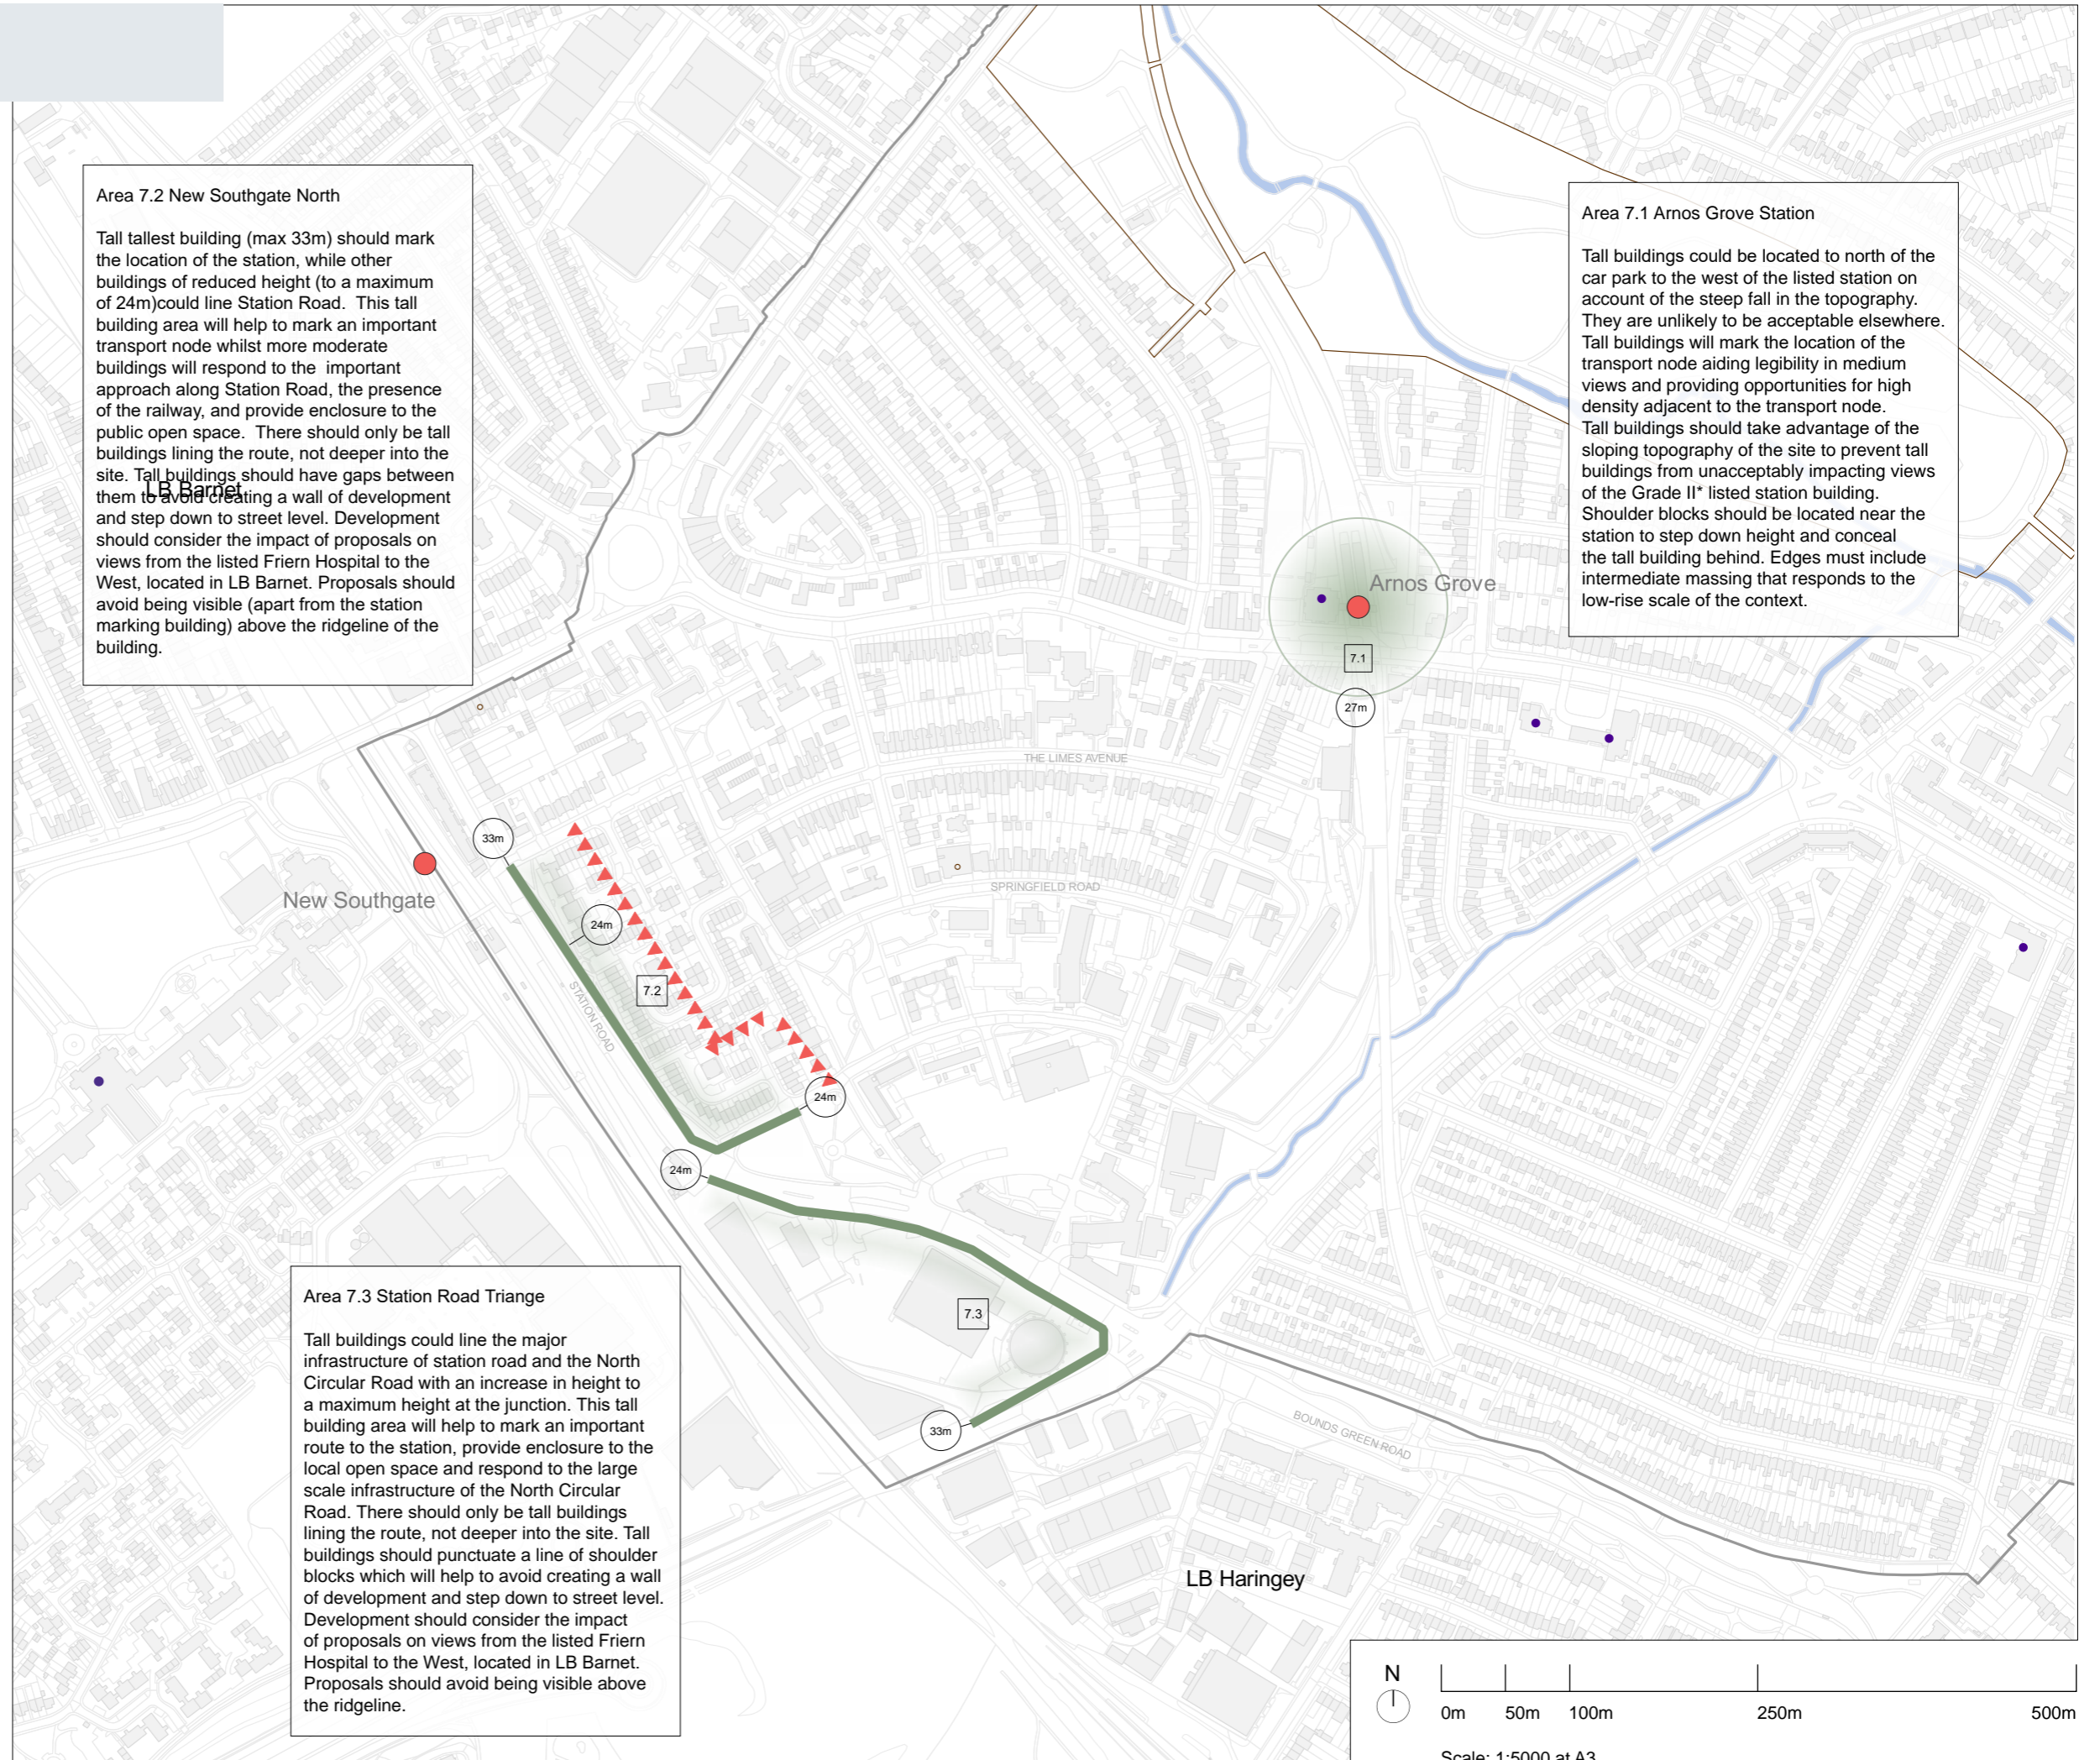 Area 7.2 New Southgate North
Tall tallest building (max 33m) should mark
the location of the station, while other
buildings of reduced height (to a maximum
of 24m)could line Station Road. This tall
building area will help to mark an important
transport node whilst more moderate
buildings will respond to the important
approach along Station Road, the presence
of the railway, and provide enclosure to the
public open space. There should only be tall
buildings lining the route, not deeper into the
site. Tall buildings should have gaps between
them to avoid creating a wall of development
and step down to street level. Development
should consider the impact of proposals on
views from the listed Friern Hospital to the
West, located in LB Barnet. Proposals should
avoid being visible (apart from the station
marking building) above the ridgeline of the
building.
LB Barnet
Area 7.1 Arnos Grove Station
Tall buildings could be located to north of the
car park to the west of the listed station on
account of the steep fall in the topography.
They are unlikely to be acceptable elsewhere.
Tall buildings will mark the location of the
transport node aiding legibility in medium
views and providing opportunities for high
density adjacent to the transport node.
Tall buildings should take advantage of the
sloping topography of the site to prevent tall
buildings from unacceptably impacting views
of the Grade II* listed station building.
Shoulder blocks should be located near the
station to step down height and conceal
the tall building behind. Edges must include
intermediate massing that responds to the
low-rise scale of the context.
Arnos Grove
7.1
27m
THE LIMES AVENUE
33m
New Southgate
SPRINGFIELD ROAD
24m
7.2
STATION ROAD
24m
24m
7.3
33m
BOUNDS GREEN ROAD
LB Haringey
Area 7.3 Station Road Triange
Tall buildings could line the major
infrastructure of station road and the North
Circular Road with an increase in height to
a maximum height at the junction. This tall
building area will help to mark an important
route to the station, provide enclosure to the
local open space and respond to the large
scale infrastructure of the North Circular
Road. There should only be tall buildings
lining the route, not deeper into the site. Tall
buildings should punctuate a line of shoulder
blocks which will help to avoid creating a wall
of development and step down to street level.
Development should consider the impact
of proposals on views from the listed Friern
Hospital to the West, located in LB Barnet.
Proposals should avoid being visible above
the ridgeline.
N
0m 50m 100m 250m 500m
Scale: 1:5000 at A3